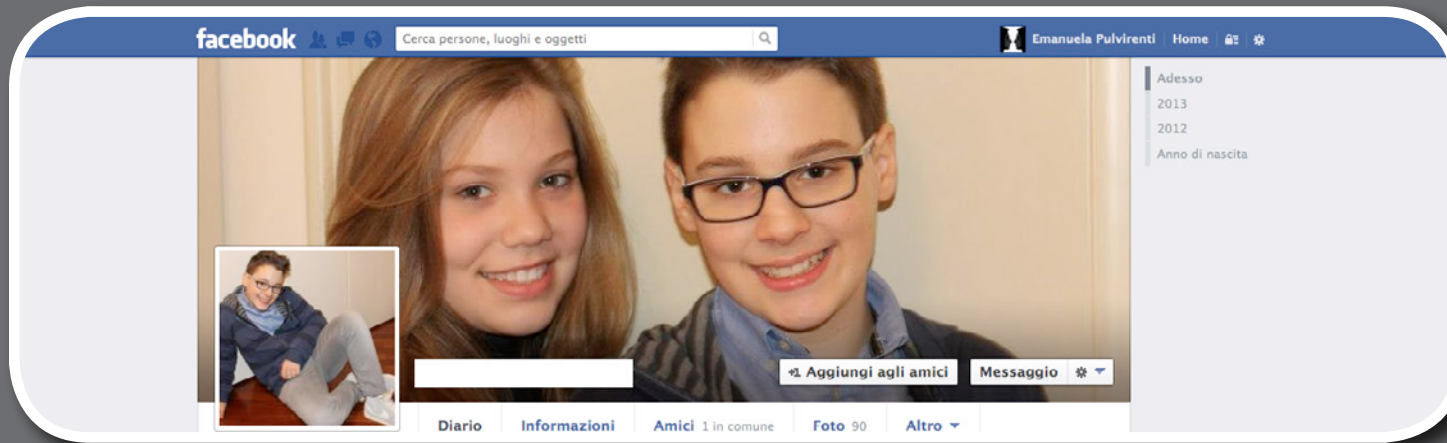 facebook
Cerca persone, luoghi e oggetti
Emanuela Pulvirenti Home
Adesso
2013
2012
Anno di nascita
+1 Aggiungi agli amici Messaggio
Diario Informazioni Amici 1 in comune Foto 90 Altro